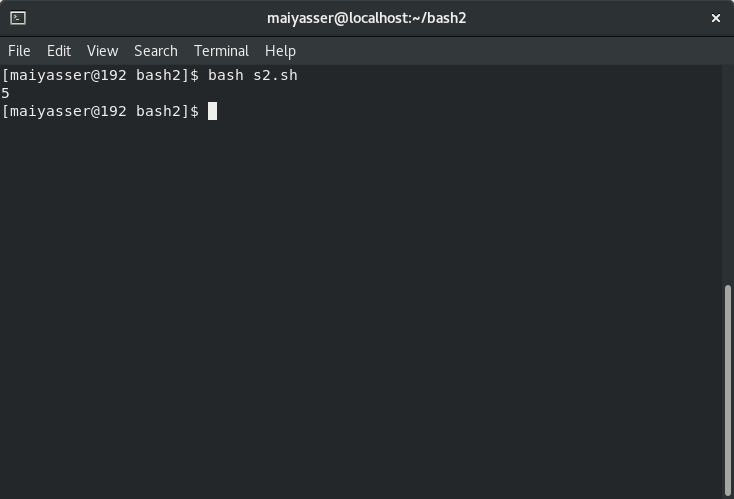 maiyasser@localhost:~/bash2
File Edit View Search Terminal Help
[maiyasser@192 bash2]$ bash s2.sh
5
[maiyasser@192 bash2]$